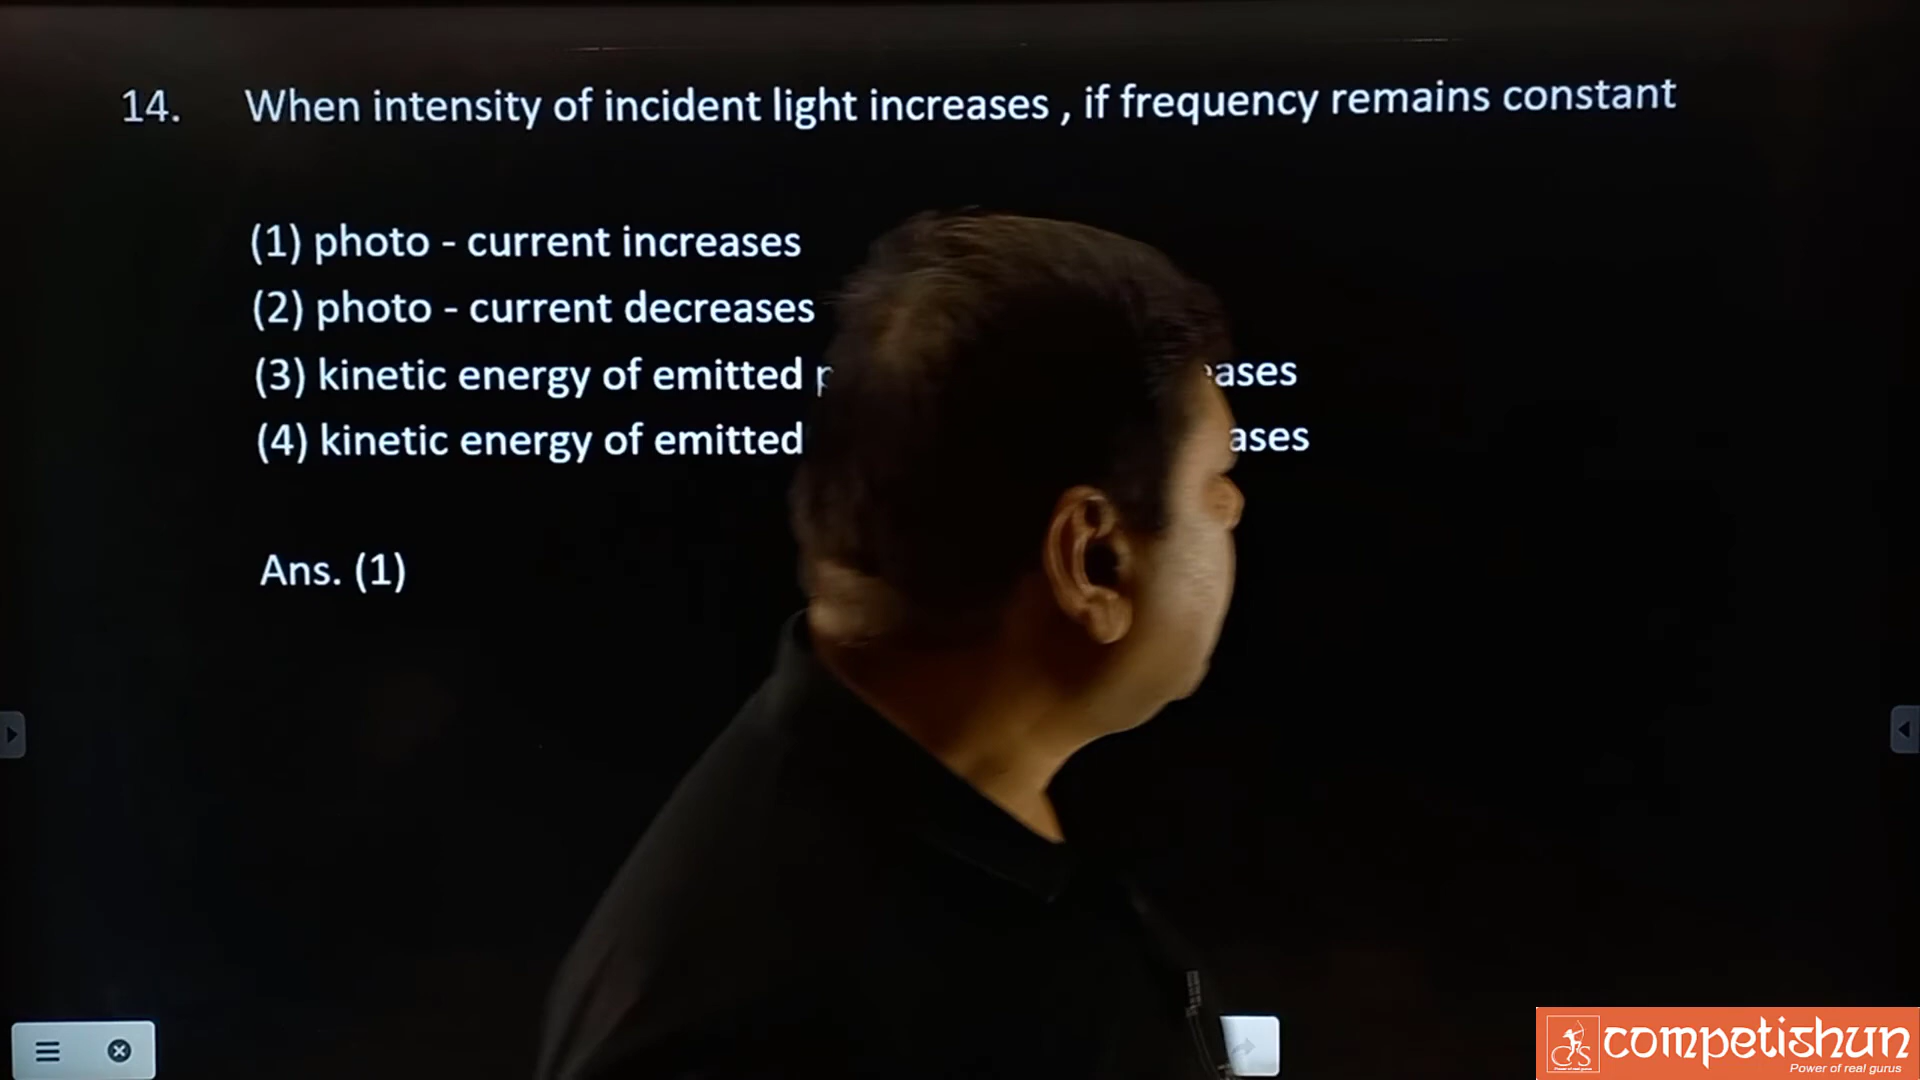 14. When intensity of incident light increases , if frequency remains constant
(1) photo - current increases
(2) photo - current decreases
(3) kinetic energy of emitted
(4) kinetic energy of emitted
Ans. (1)
competishun
Power of real gurus